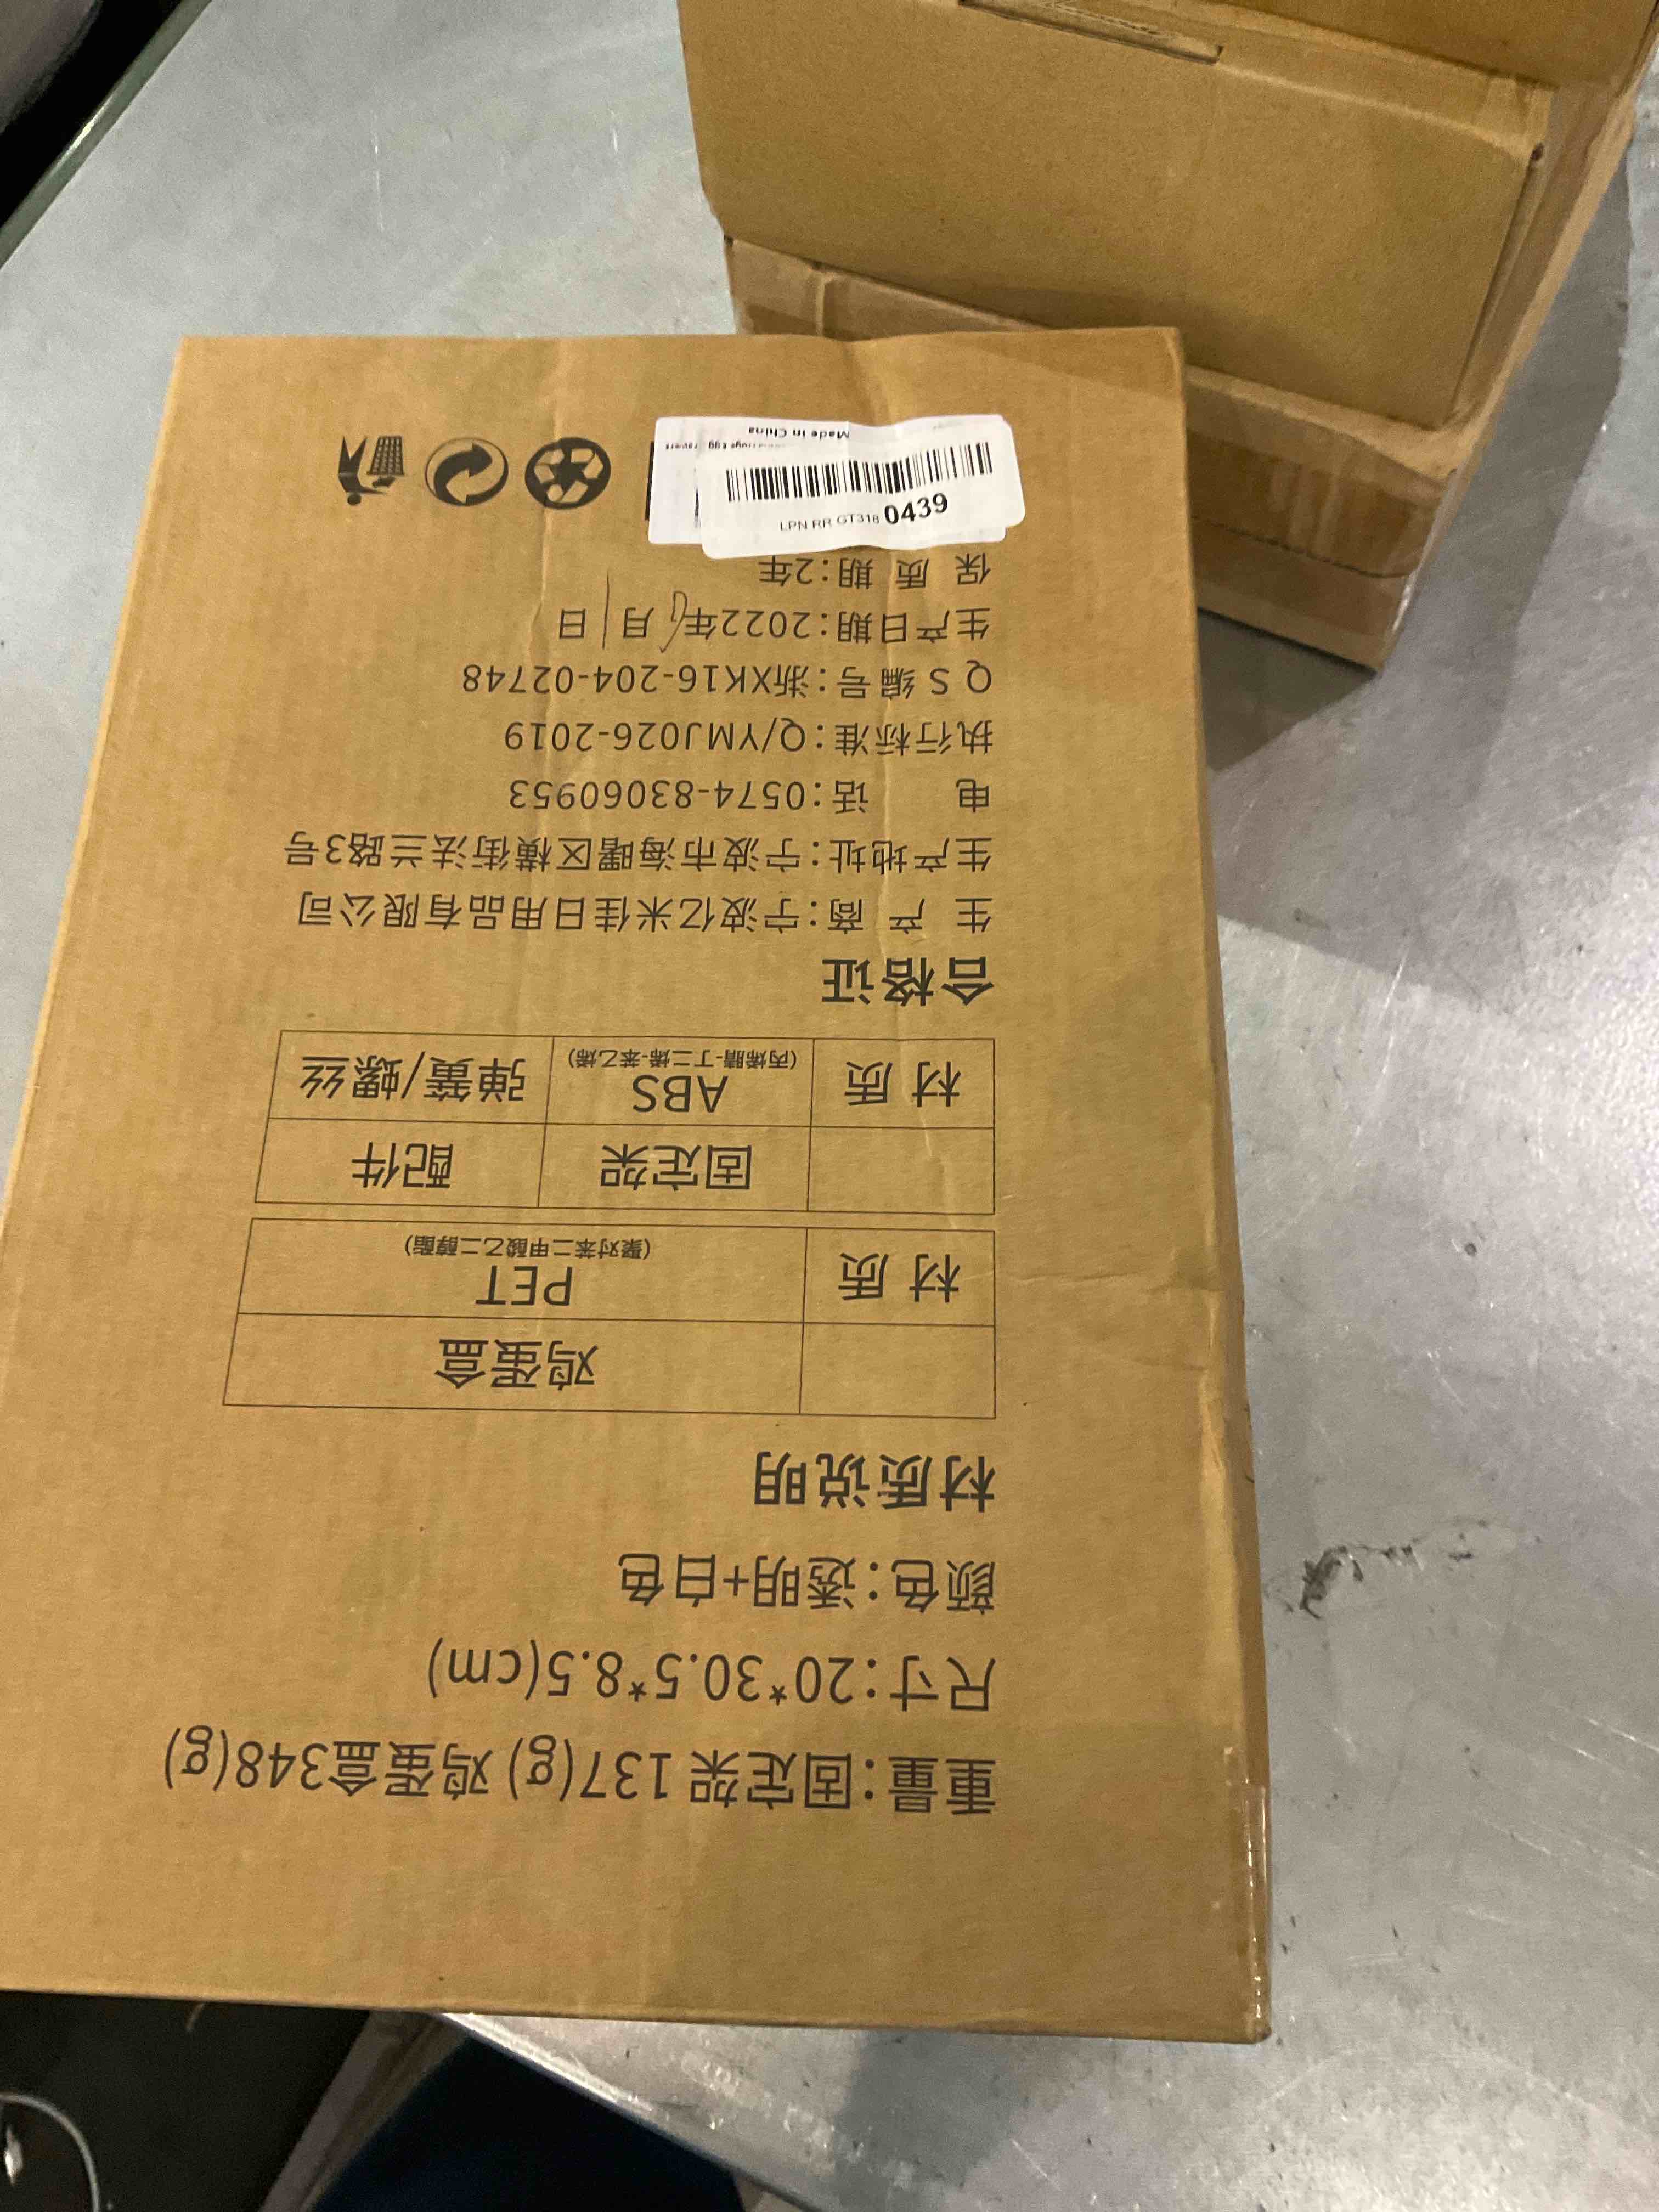 重量:固定架 137(g) 鸡蛋盒348(g)
尺寸:20*30.5*8.5(cm)
颜色:透明+白色
材质说明
鸡蛋盒
材 质 PET
(聚对苯二甲酸乙二醇酯)
固定架 配件
材 质 ABS 弹簧/螺丝
(丙烯腈-丁二烯-苯乙烯)
合格证
生 产 商:宁波亿米佳日用品有限公司
生产地址:宁波市海曙区横街法兰路3号
电 话:0574-83060953
执行标准:Q/YMJ026-2019
QS编号:浙XK16-204-02748
生产日期:2022年 月 日
保 质 期:2年
LPN RR GT318 0439
Egg
Made in China